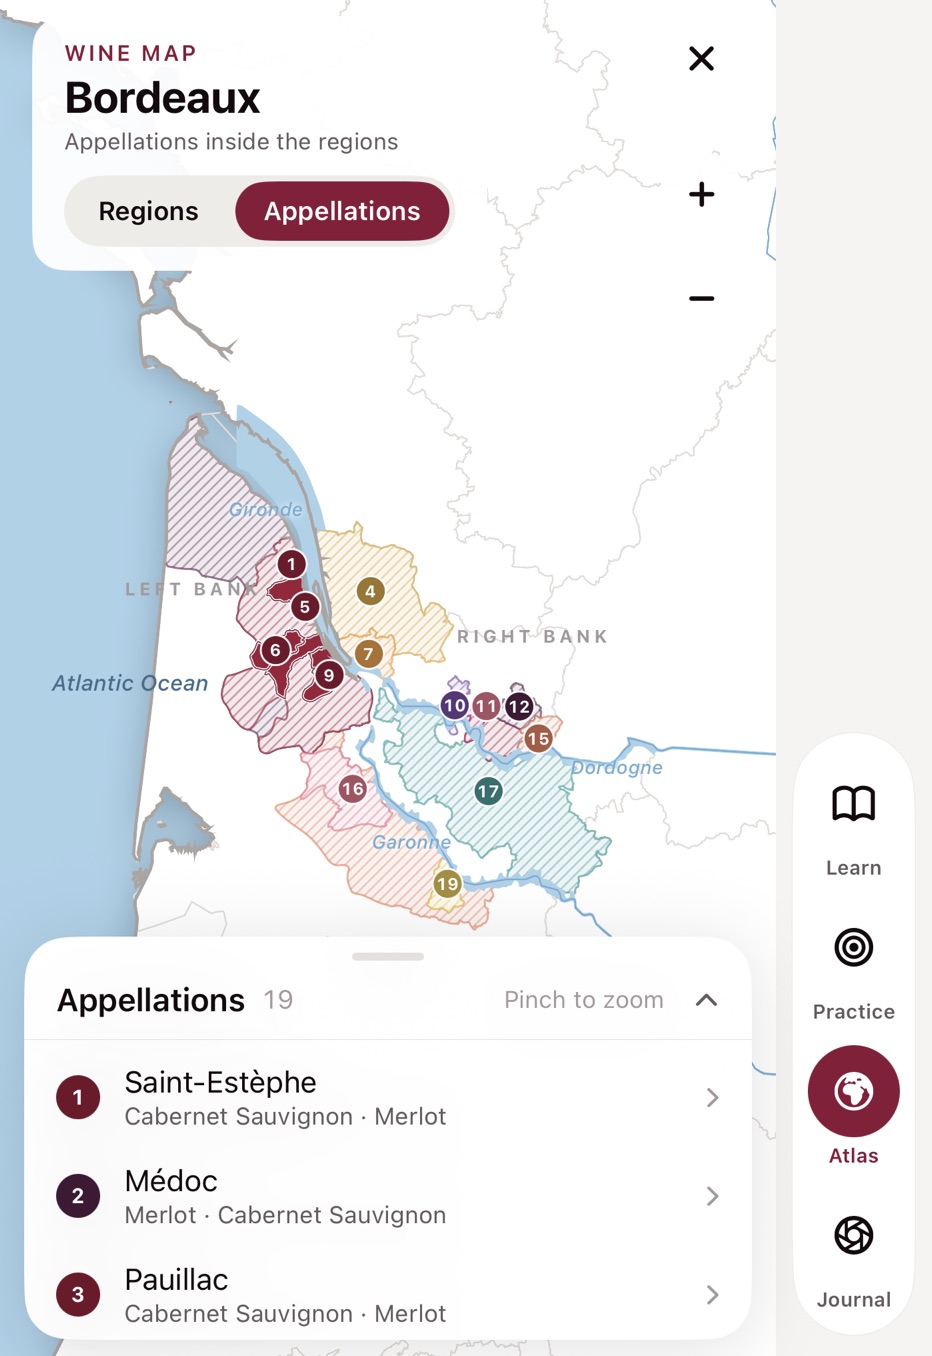 WINE MAP
Bordeaux
Appellations inside the regions
Regions
Appellations
Gironde
1
LEFT BANK
5
4
RIGHT BANK
6
7
9
Atlantic Ocean
10
11
12
15
Dordogne
16
17
Garonne
19
Appellations 19
Pinch to zoom
1
Saint-Estèphe
Cabernet Sauvignon · Merlot
2
Médoc
Merlot · Cabernet Sauvignon
3
Pauillac
Cabernet Sauvignon · Merlot
Learn
Practice
Atlas
Journal